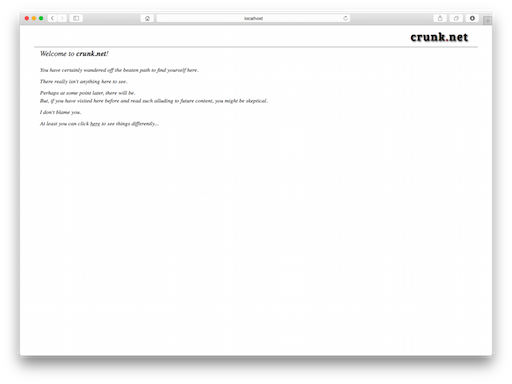 localhost
crunk.net
Welcome to crunk.net!
You have certainly wandered off the beaten path to find yourself here.
There really isn't anything here to see.
Perhaps at some point later, there will be.
But, if you have visited here before and read such alluding to future content, you might be skeptical.
I don't blame you.
At least you can click here to see things differently...